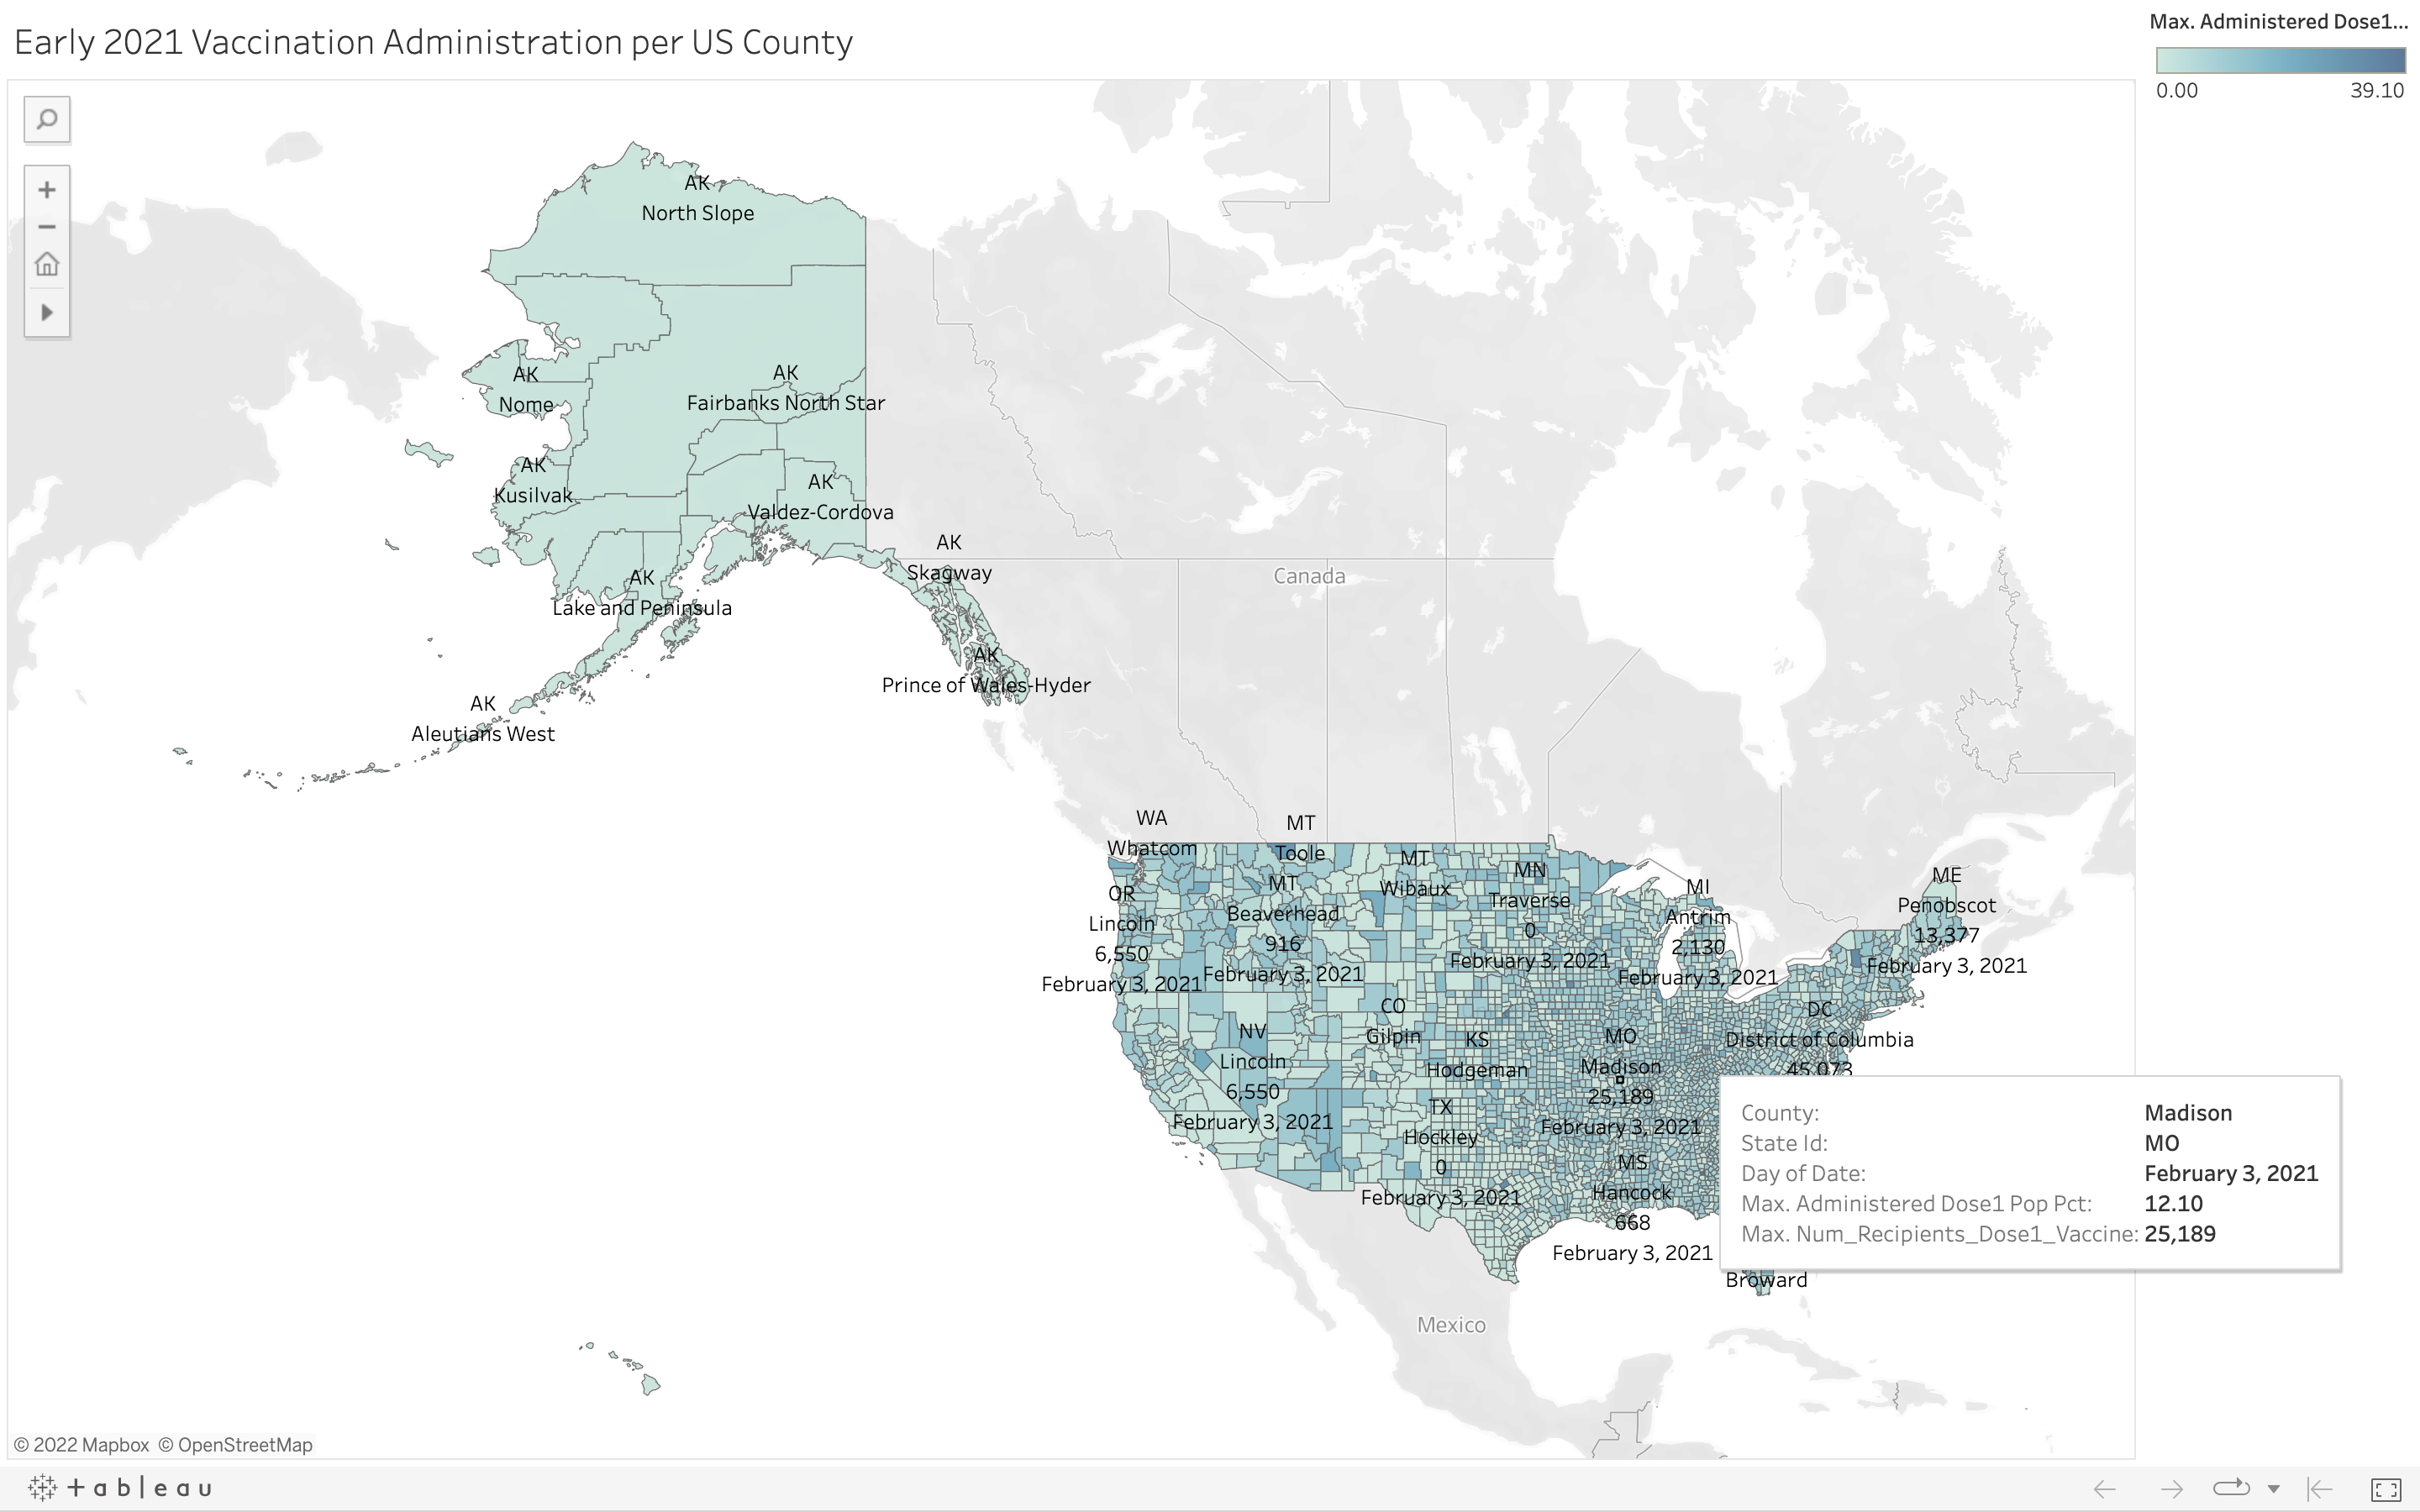 Early 2021 Vaccination Administration per US County
Max. Administered Dose1...
0.00 39.10
AK
North Slope
AK
Nome
AK
Fairbanks North Star
AK
Kusilvak
AK
Valdez-Cordova
AK
Skagway
Canada
AK
Lake and Peninsula
AK
Prince of Wales-Hyder
AK
Aleutians West
WA
Whatcom
MT
Toole
MT
Wibaux
MN
Traverse
0
February 3, 2021
MI
Antrim
2,130
February 3, 2021
ME
Penobscot
13,377
February 3, 2021
OR
Lincoln
6,550
February 3, 2021
MT
Beaverhead
916
February 3, 2021
CO
Gilpin
KS
Hodgeman
MO
Madison
25,189
February 3, 2021
DC
District of Columbia
45,073
NV
Lincoln
6,550
February 3, 2021
TX
Hockley
0
February 3, 2021
MS
Hancock
668
February 3, 2021
County: Madison
State Id: MO
Day of Date: February 3, 2021
Max. Administered Dose1 Pop Pct: 12.10
Max. Num_Recipients_Dose1_Vaccine: 25,189
Broward
Mexico
© 2022 Mapbox © OpenStreetMap
+ableau